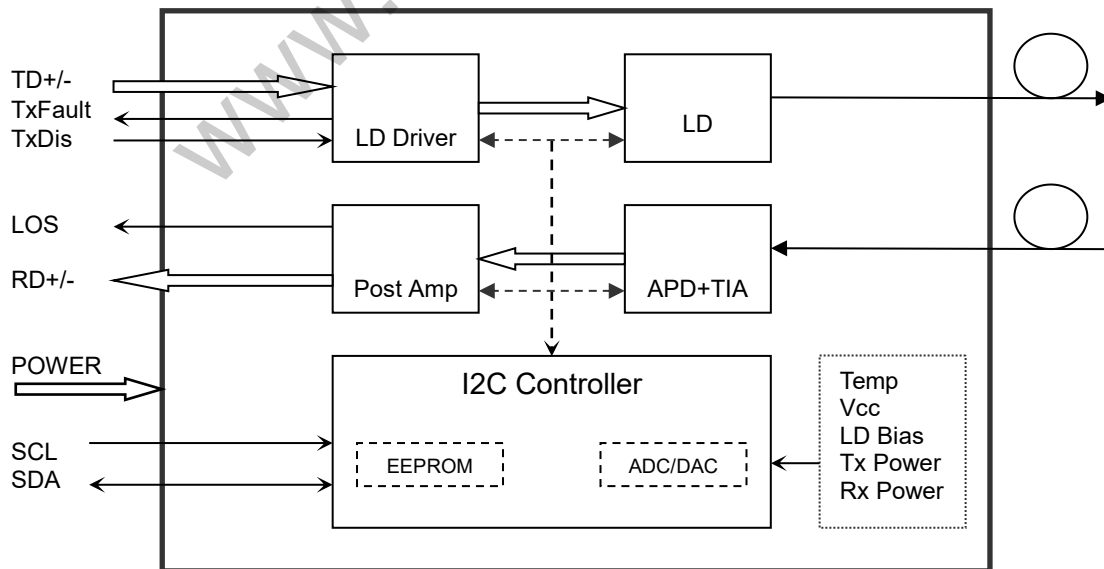 www.
TD+/-
TxFault
TxDis
LD Driver
LD
LOS
RD+/-
Post Amp
APD+TIA
POWER
I2C Controller
SCL
SDA
EEPROM
ADC/DAC
Temp
Vcc
LD Bias
Tx Power
Rx Power